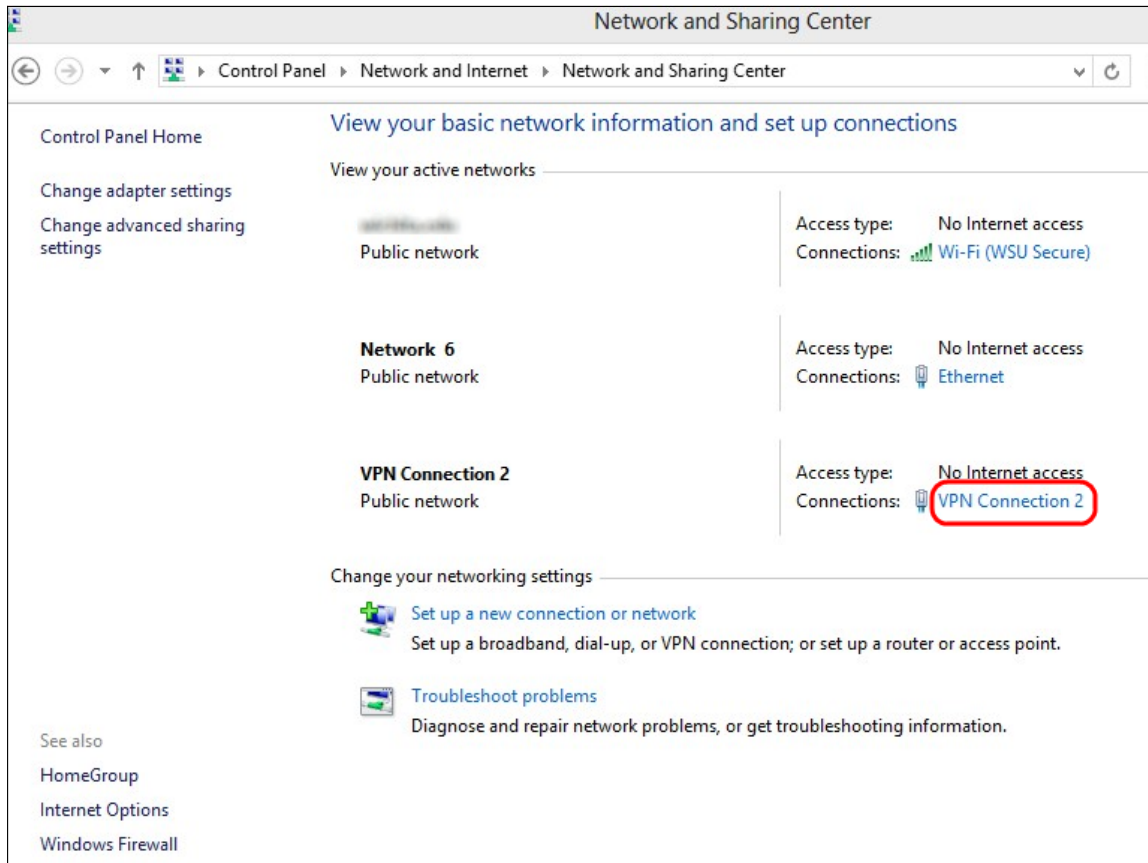 Network and Sharing Center
Control Panel Network and Internet Network and Sharing Center
Control Panel Home
Change adapter settings
Change advanced sharing
settings
View your basic network information and set up connections
View your active networks
Public network
Access type: No Internet access
Connections: Wi-Fi (WSU Secure)
Network 6
Public network
Access type: No Internet access
Connections: Ethernet
VPN Connection 2
Public network
Access type: No Internet access
Connections: VPN Connection 2
Change your networking settings
Set up a new connection or network
Set up a broadband, dial-up, or VPN connection; or set up a router or access point.
Troubleshoot problems
Diagnose and repair network problems, or get troubleshooting information.
See also
HomeGroup
Internet Options
Windows Firewall